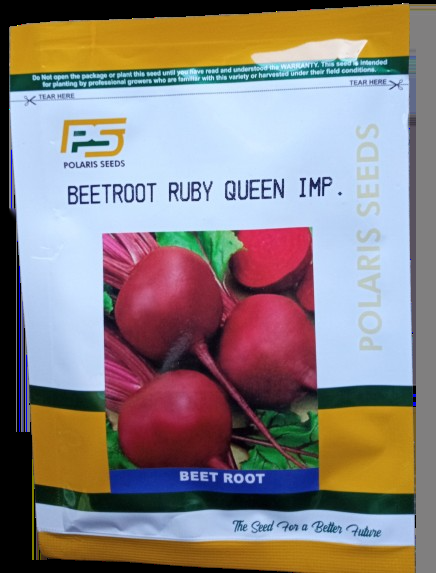 Do Not open the package or plant this seed until you have read and understood the WARRANTY. This seed is Intended
for planting by professional growers who are familiar with this variety or harvested under their field conditions.
TEAR HERE
TEAR HERE
PS
POLARIS SEEDS
BEETROOT RUBY QUEEN IMP.
POLARIS SEEDS
BEET ROOT
The Seed For a Better Future